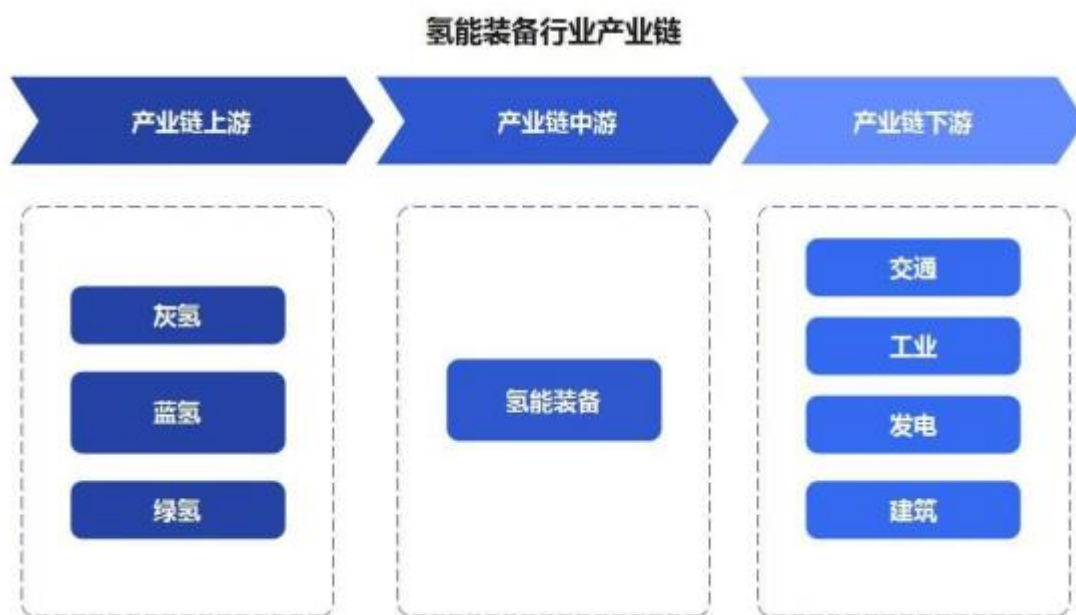 氢能装备行业产业链
产业链上游
产业链中游
产业链下游
灰氢
蓝氢
绿氢
氢能装备
交通
工业
发电
建筑